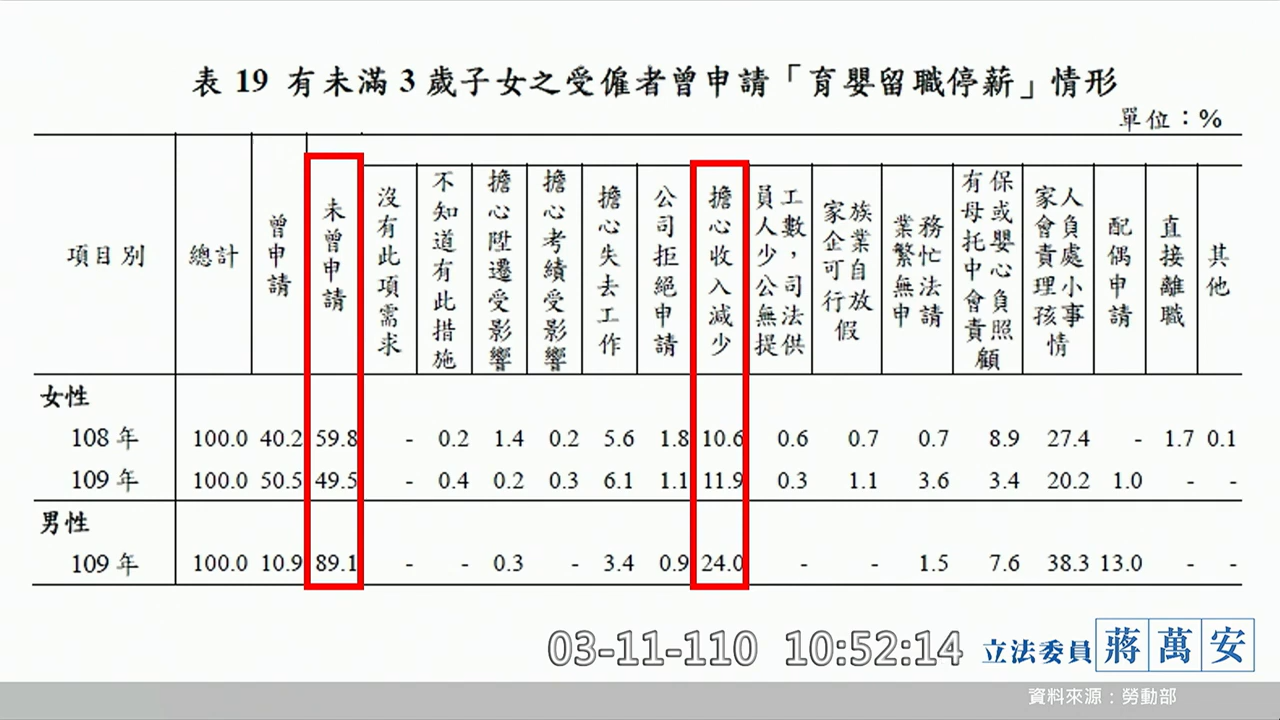 表 19 有未滿 3 歲子女之受僱者曾申請「育嬰留職停薪」情形
單位：%
項目別 總計 曾申請 未曾申請 沒有此項需求 不知道有此措施 擔心陞遷受影響 擔心考績受影響 擔心失去工作 公司拒絕申請 擔心收入減少 員工人數少，公司無法提供 家族企業可自行放假 業務繁忙無法申請 有保母或托嬰中心會負責照顧 家人會負責處理小孩事情 配偶申請 直接離職 其他
女性
108 年 100.0 40.2 59.8 - 0.2 1.4 0.2 5.6 1.8 10.6 0.6 0.7 0.7 8.9 27.4 - 1.7 0.1
109 年 100.0 50.5 49.5 - 0.4 0.2 0.3 6.1 1.1 11.9 0.3 1.1 3.6 3.4 20.2 1.0 - -
男性
109 年 100.0 10.9 89.1 - - 0.3 - 3.4 0.9 24.0 - - 1.5 7.6 38.3 13.0 - -
03-11-110 10:52:14
立法委員 蔣萬安
資料來源：勞動部